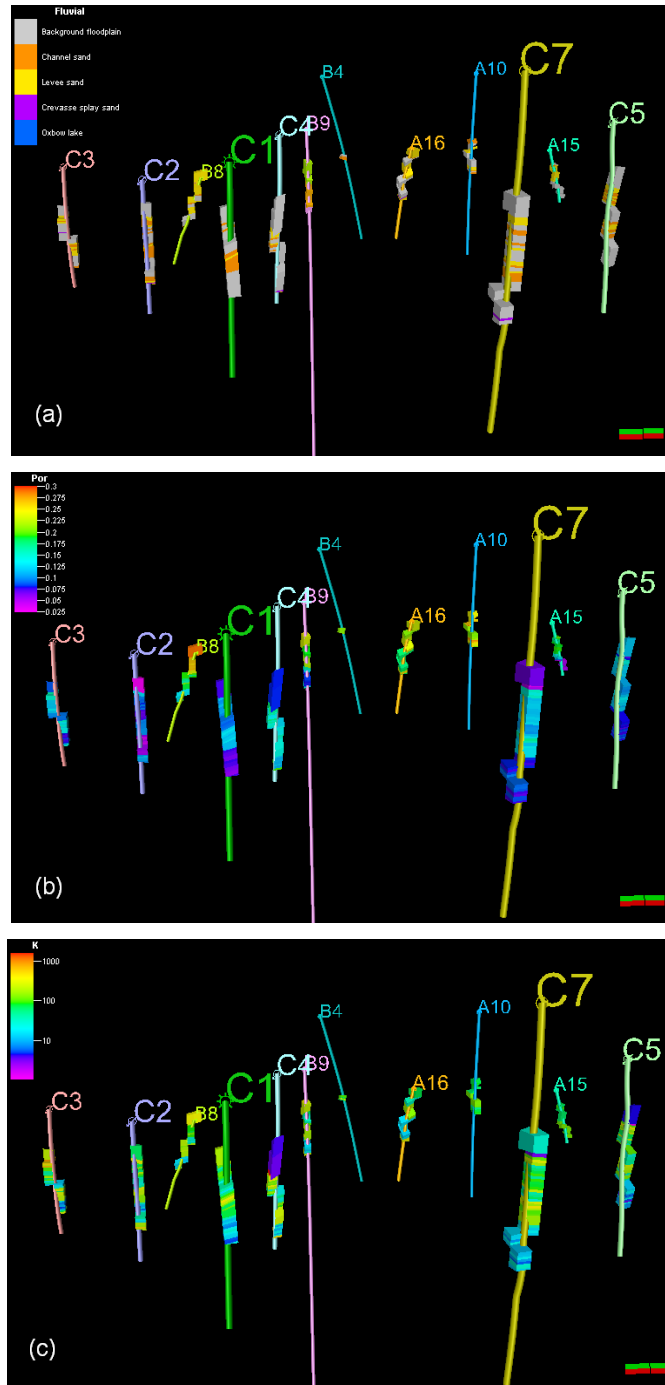 Fluvial
Background floodplain
Channel sand
Levee sand
Crevasse splay sand
Oxbow lake
C7
B4
A10
C4
B9
C5
C3
C2
B8
C1
A16
A15
(a)
Por
0.3
0.275
0.25
0.225
0.2
0.175
0.15
0.125
0.1
0.075
0.05
0.025
C7
B4
A10
C4
B9
C5
C3
C2
B8
C1
A16
A15
(b)
K
1000
100
10
C7
B4
A10
C4
B9
C5
C3
C2
B8
C1
A16
A15
(c)